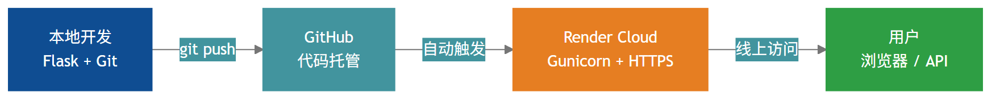 本地开发
Flask + Git
git push
GitHub
代码托管
自动触发
Render Cloud
Gunicorn + HTTPS
线上访问
用户
浏览器 / API